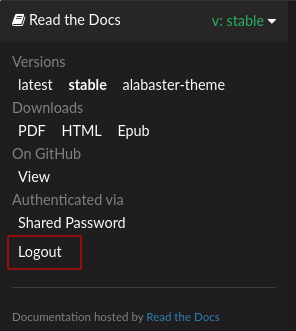 Read the Docs v: stable
Versions
latest stable alabaster-theme
Downloads
PDF HTML Epub
On GitHub
View
Authenticated via
Shared Password
Logout
Documentation hosted by Read the Docs